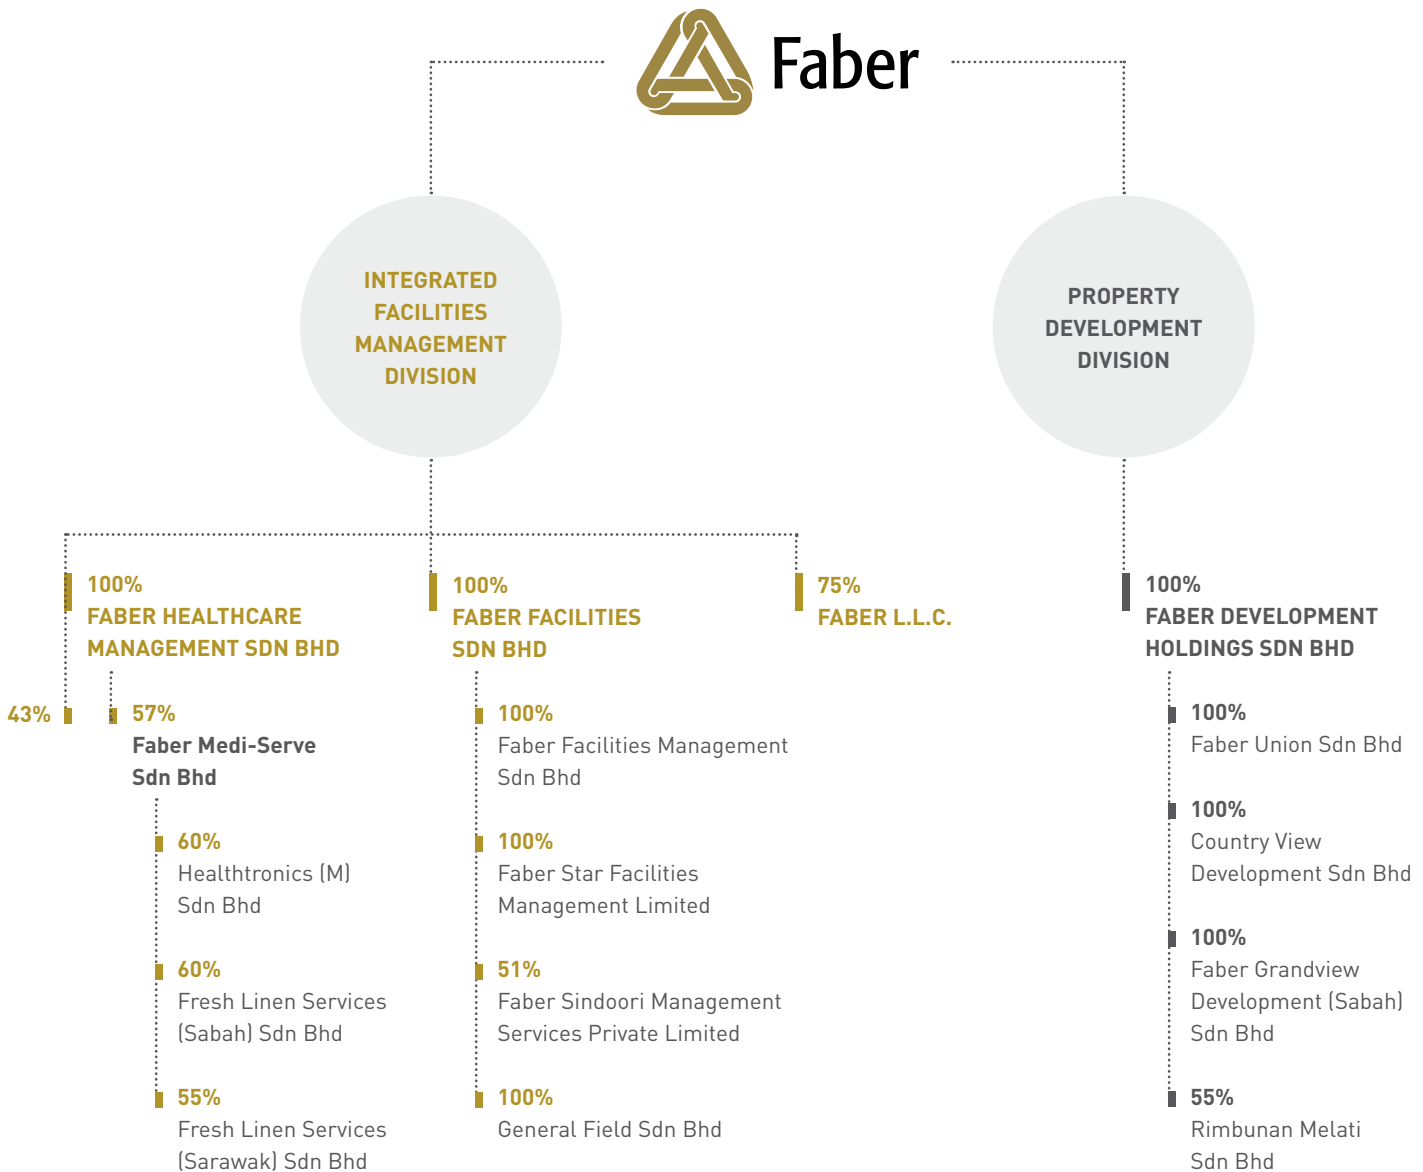 Faber
INTEGRATED
FACILITIES
MANAGEMENT
DIVISION
PROPERTY
DEVELOPMENT
DIVISION
100%
FABER HEALTHCARE
MANAGEMENT SDN BHD
43%
57%
Faber Medi-Serve
Sdn Bhd
60%
Healthtronics (M)
Sdn Bhd
60%
Fresh Linen Services
(Sabah) Sdn Bhd
55%
Fresh Linen Services
(Sarawak) Sdn Bhd
100%
FABER FACILITIES
SDN BHD
100%
Faber Facilities Management
Sdn Bhd
100%
Faber Star Facilities
Management Limited
51%
Faber Sindoori Management
Services Private Limited
100%
General Field Sdn Bhd
75%
FABER L.L.C.
100%
FABER DEVELOPMENT
HOLDINGS SDN BHD
100%
Faber Union Sdn Bhd
100%
Country View
Development Sdn Bhd
100%
Faber Grandview
Development (Sabah)
Sdn Bhd
55%
Rimbunan Melati
Sdn Bhd